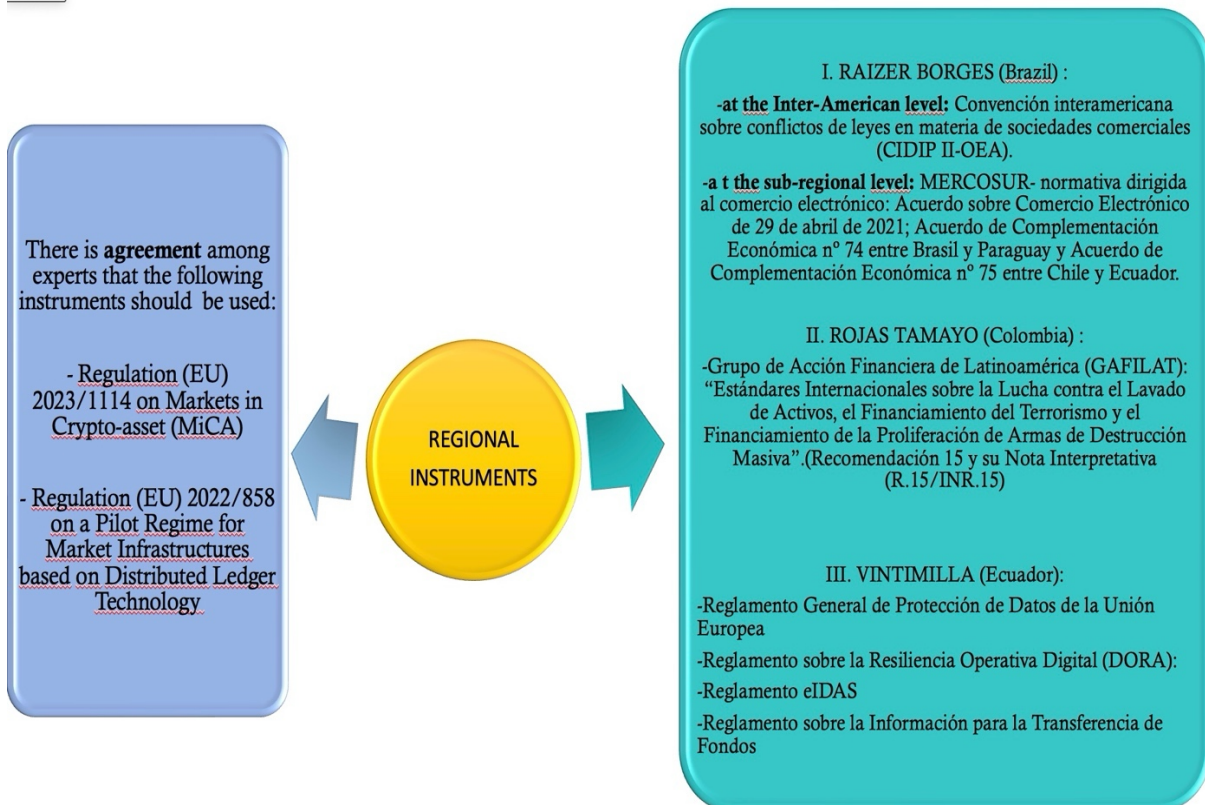 There is agreement among
experts that the following
instruments should be used:
- Regulation (EU)
2023/1114 on Markets in
Crypto-asset (MiCA)
- Regulation (EU) 2022/858
on a Pilot Regime for
Market Infrastructures
based on Distributed Ledger
Technology
REGIONAL
INSTRUMENTS
I. RAIZER BORGES (Brazil) :
-at the Inter-American level: Convención interamericana
sobre conflictos de leyes en materia de sociedades comerciales
(CIDIP II-OEA).
-a t the sub-regional level: MERCOSUR- normativa dirigida
al comercio electrónico: Acuerdo sobre Comercio Electrónico
de 29 de abril de 2021; Acuerdo de Complementación
Económica nº 74 entre Brasil y Paraguay y Acuerdo de
Complementación Económica nº 75 entre Chile y Ecuador.
II. ROJAS TAMAYO (Colombia) :
-Grupo de Acción Financiera de Latinoamérica (GAFILAT):
“Estándares Internacionales sobre la Lucha contra el Lavado
de Activos, el Financiamiento del Terrorismo y el
Financiamiento de la Proliferación de Armas de Destrucción
Masiva”.(Recomendación 15 y su Nota Interpretativa
(R.15/INR.15)
III. VINTIMILLA (Ecuador):
-Reglamento General de Protección de Datos de la Unión
Europea
-Reglamento sobre la Resiliencia Operativa Digital (DORA):
-Reglamento eIDAS
-Reglamento sobre la Información para la Transferencia de
Fondos